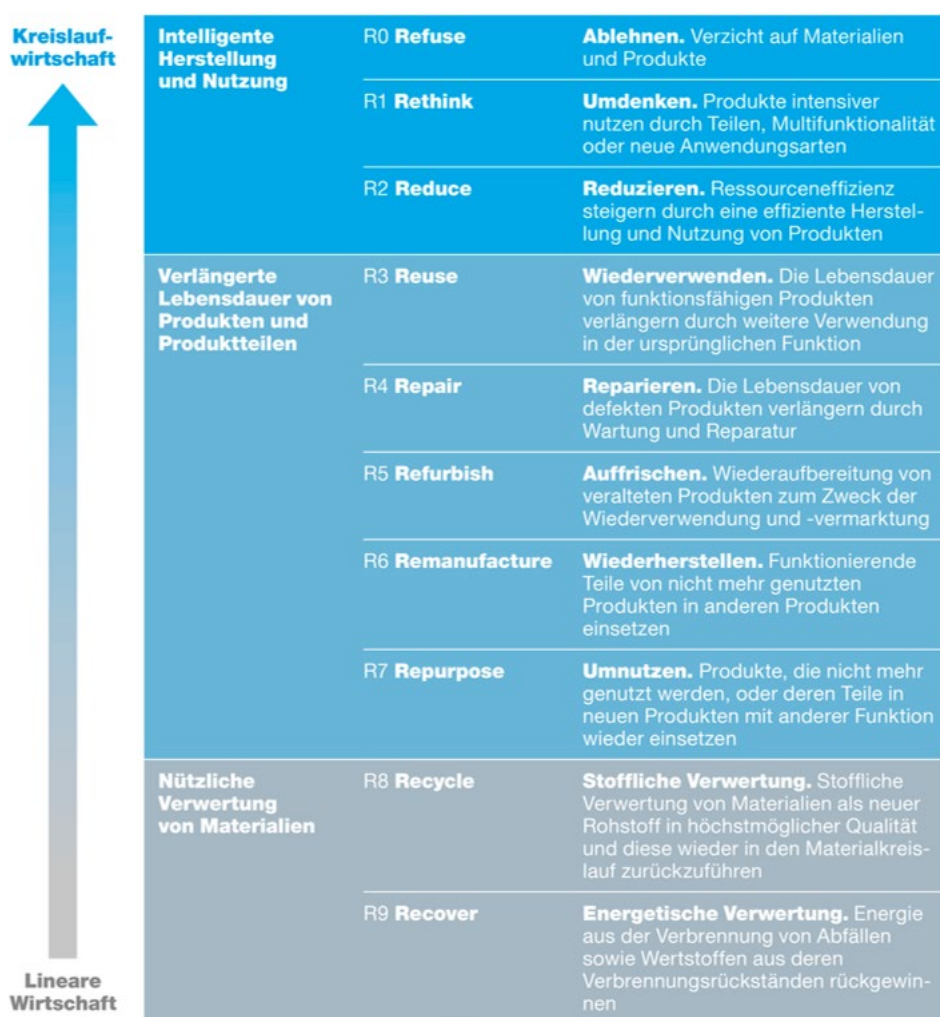 Kreislauf-
wirtschaft
Intelligente
Herstellung
und Nutzung
R0 Refuse
Ablehnen. Verzicht auf Materialien
und Produkte
R1 Rethink
Umdenken. Produkte intensiver
nutzen durch Teilen, Multifunktionalität
oder neue Anwendungsarten
R2 Reduce
Reduzieren. Ressourceneffizienz
steigern durch eine effiziente Herstel-
lung und Nutzung von Produkten
Verlängerte
Lebensdauer von
Produkten und
Produktteilen
R3 Reuse
Wiederverwenden. Die Lebensdauer
von funktionsfähigen Produkten
verlängern durch weitere Verwendung
in der ursprünglichen Funktion
R4 Repair
Reparieren. Die Lebensdauer von
defekten Produkten verlängern durch
Wartung und Reparatur
R5 Refurbish
Auffrischen. Wiederaufbereitung von
veralteten Produkten zum Zweck der
Wiederverwendung und -vermarktung
R6 Remanufacture
Wiederherstellen. Funktionierende
Teile von nicht mehr genutzten
Produkten in anderen Produkten
einsetzen
R7 Repurpose
Umnutzen. Produkte, die nicht mehr
genutzt werden, oder deren Teile in
neuen Produkten mit anderer Funktion
wieder einsetzen
Nützliche
Verwertung
von Materialien
R8 Recycle
Stoffliche Verwertung. Stoffliche
Verwertung von Materialien als neuer
Rohstoff in höchstmöglicher Qualität
und diese wieder in den Materialkreis-
lauf zurückzuführen
R9 Recover
Energetische Verwertung. Energie
aus der Verbrennung von Abfällen
sowie Wertstoffen aus deren
Verbrennungsrückständen rückgewin-
nen
Lineare
Wirtschaft